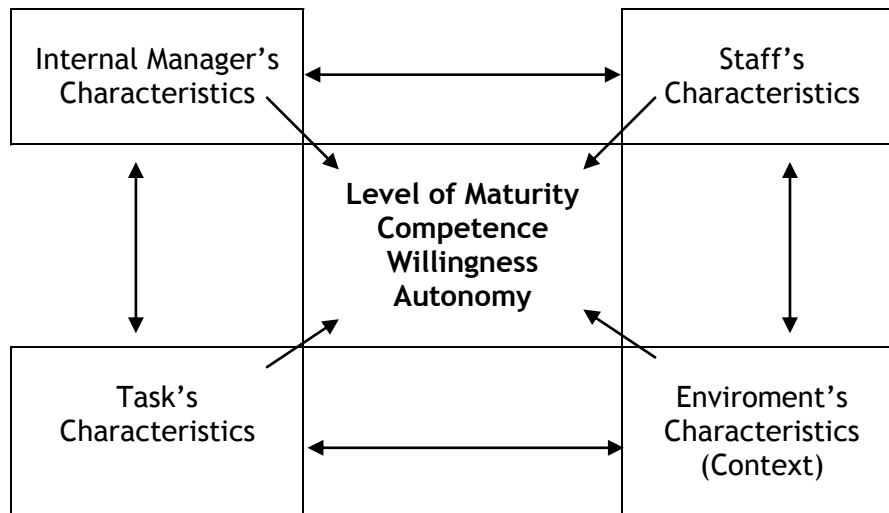 Internal Manager’s
Characteristics
Staff’s
Characteristics
Level of Maturity
Competence
Willingness
Autonomy
Task’s
Characteristics
Enviroment’s
Characteristics
(Context)